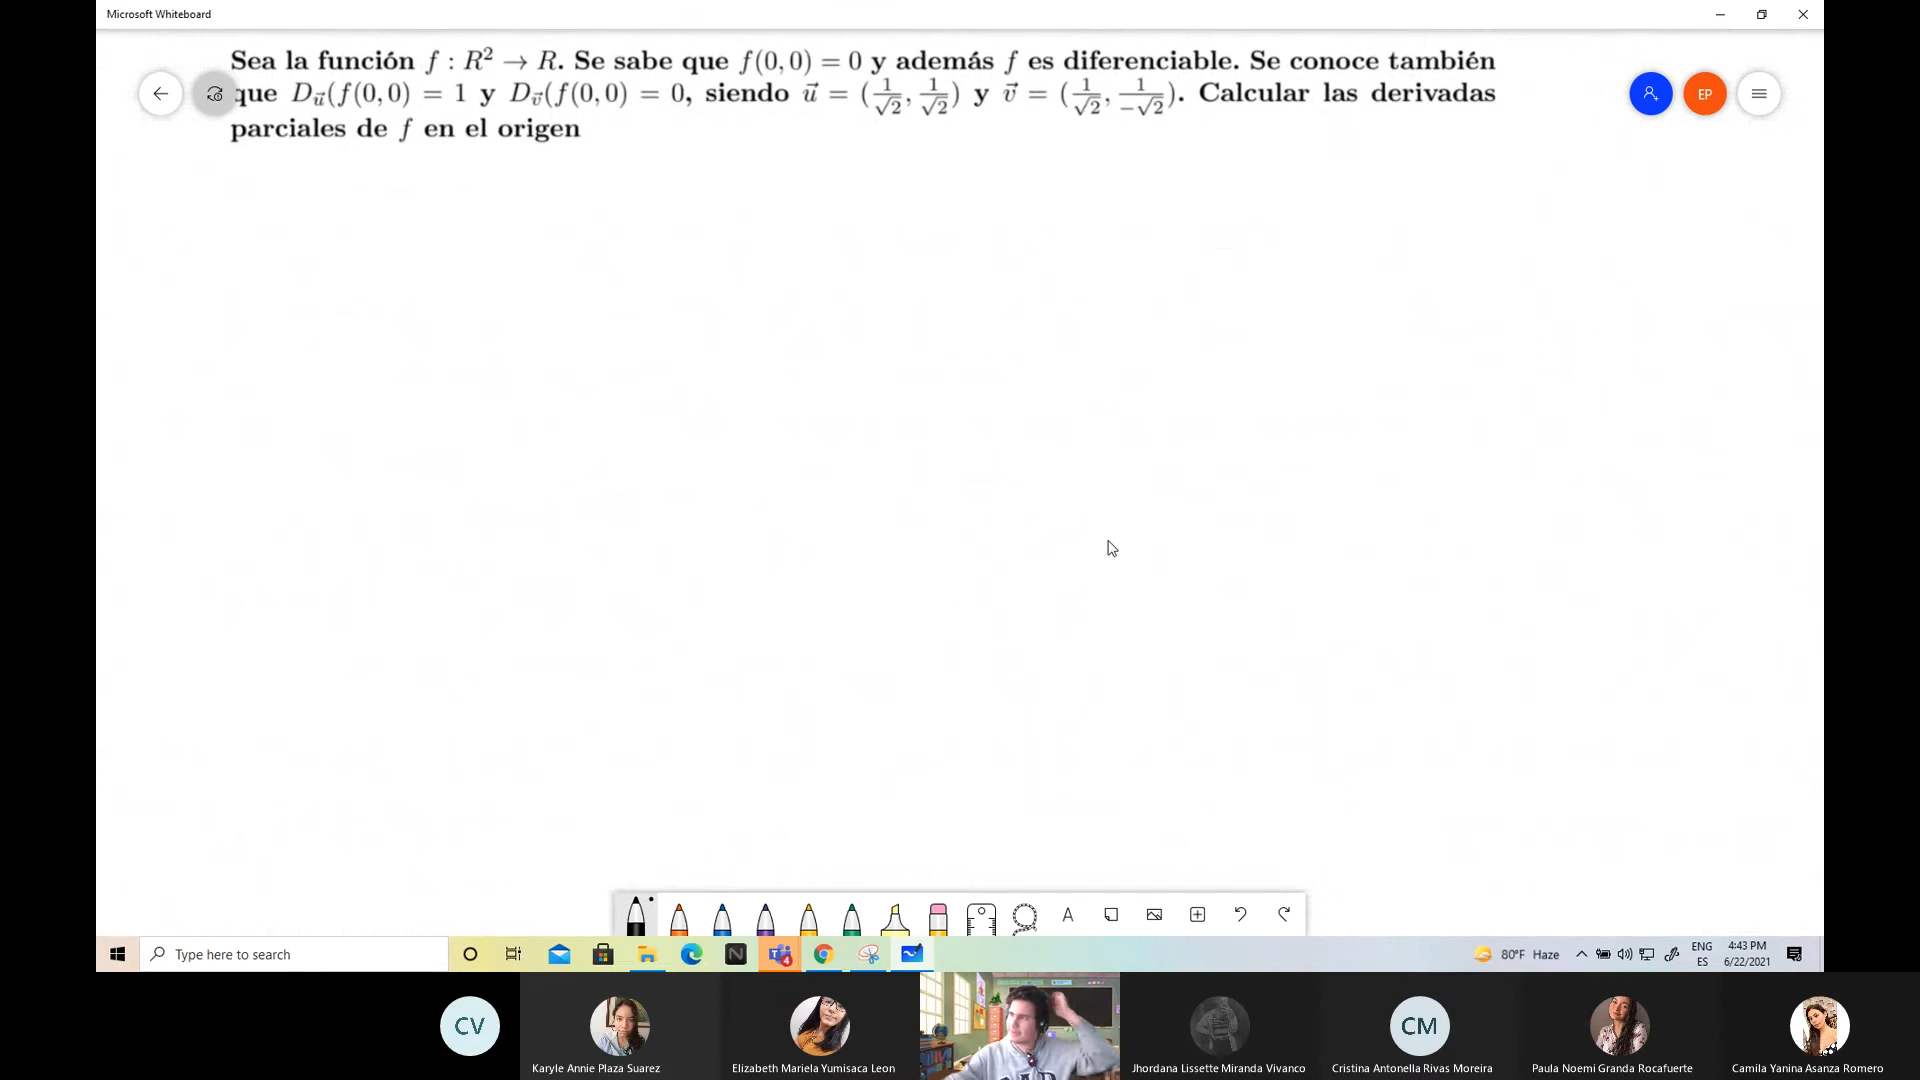 Microsoft Whiteboard
Sea la función f : R² → R. Se sabe que f(0,0) = 0 y además f es diferenciable. Se conoce también
que D_u⃗(f(0,0) = 1 y D_v⃗(f(0,0) = 0, siendo u⃗ = (1/√2, 1/√2) y v⃗ = (1/√2, 1/−√2). Calcular las derivadas
parciales de f en el origen
EP
A
Type here to search
N
4
80°F Haze
ENG
ES
4:43 PM
6/22/2021
CV
CM
Karyle Annie Plaza Suarez
Elizabeth Mariela Yumisaca Leon
Jhordana Lissette Miranda Vivanco
Cristina Antonella Rivas Moreira
Paula Noemi Granda Rocafuerte
Camila Yanina Asanza Romero